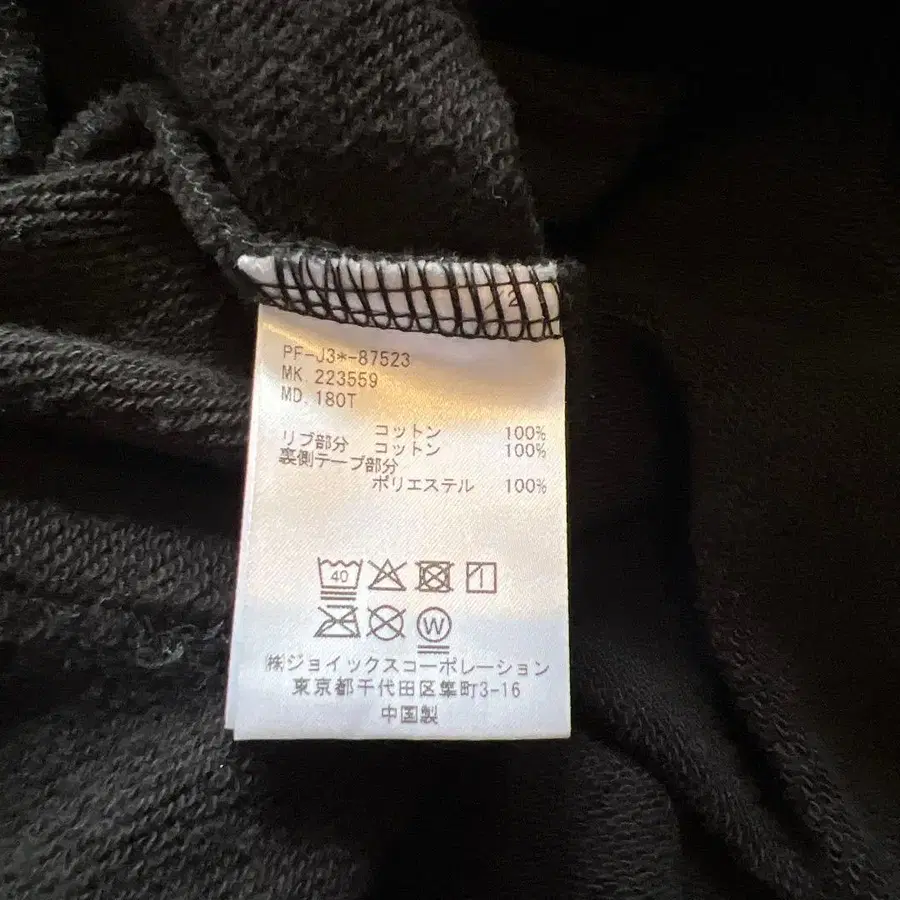 PF-J3*-87523
MK.223559
MD.180T
コットン 100%
リブ部分 コットン 100%
裏側テープ部分
ポリエステル 100%
40
W
㈱ジョイックスコーポレーション
東京都千代田区隼町3-16
中国製